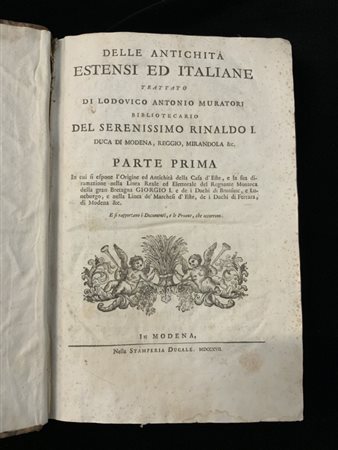 DELLE ANTICHITÀ
ESTENSI ED ITALIANE
TRATTATO
DI LODOVICO ANTONIO MURATORI
BIBLIOTECARIO
DEL SERENISSIMO RINALDO I.
DUCA DI MODENA, REGGIO, MIRANDOLA &c.
PARTE PRIMA
In cui si espone l'Origine ed Antichità della Casa d'Este, e la sua di-
ramazione nella Linea Reale ed Elettorale del Regnante Monarca
della gran Bretagna GIORGIO I. e de i Duchi di Brunsvic, e Lu-
neburgo, e nella Linea de' Marchesi d'Este, de i Duchi di Ferrara,
di Modena &c.
E si rapportano i Documenti, e le Pruove, che occorrono.
In MODENA,
Nella STAMPERIA DUCALE. MDCCXVII.